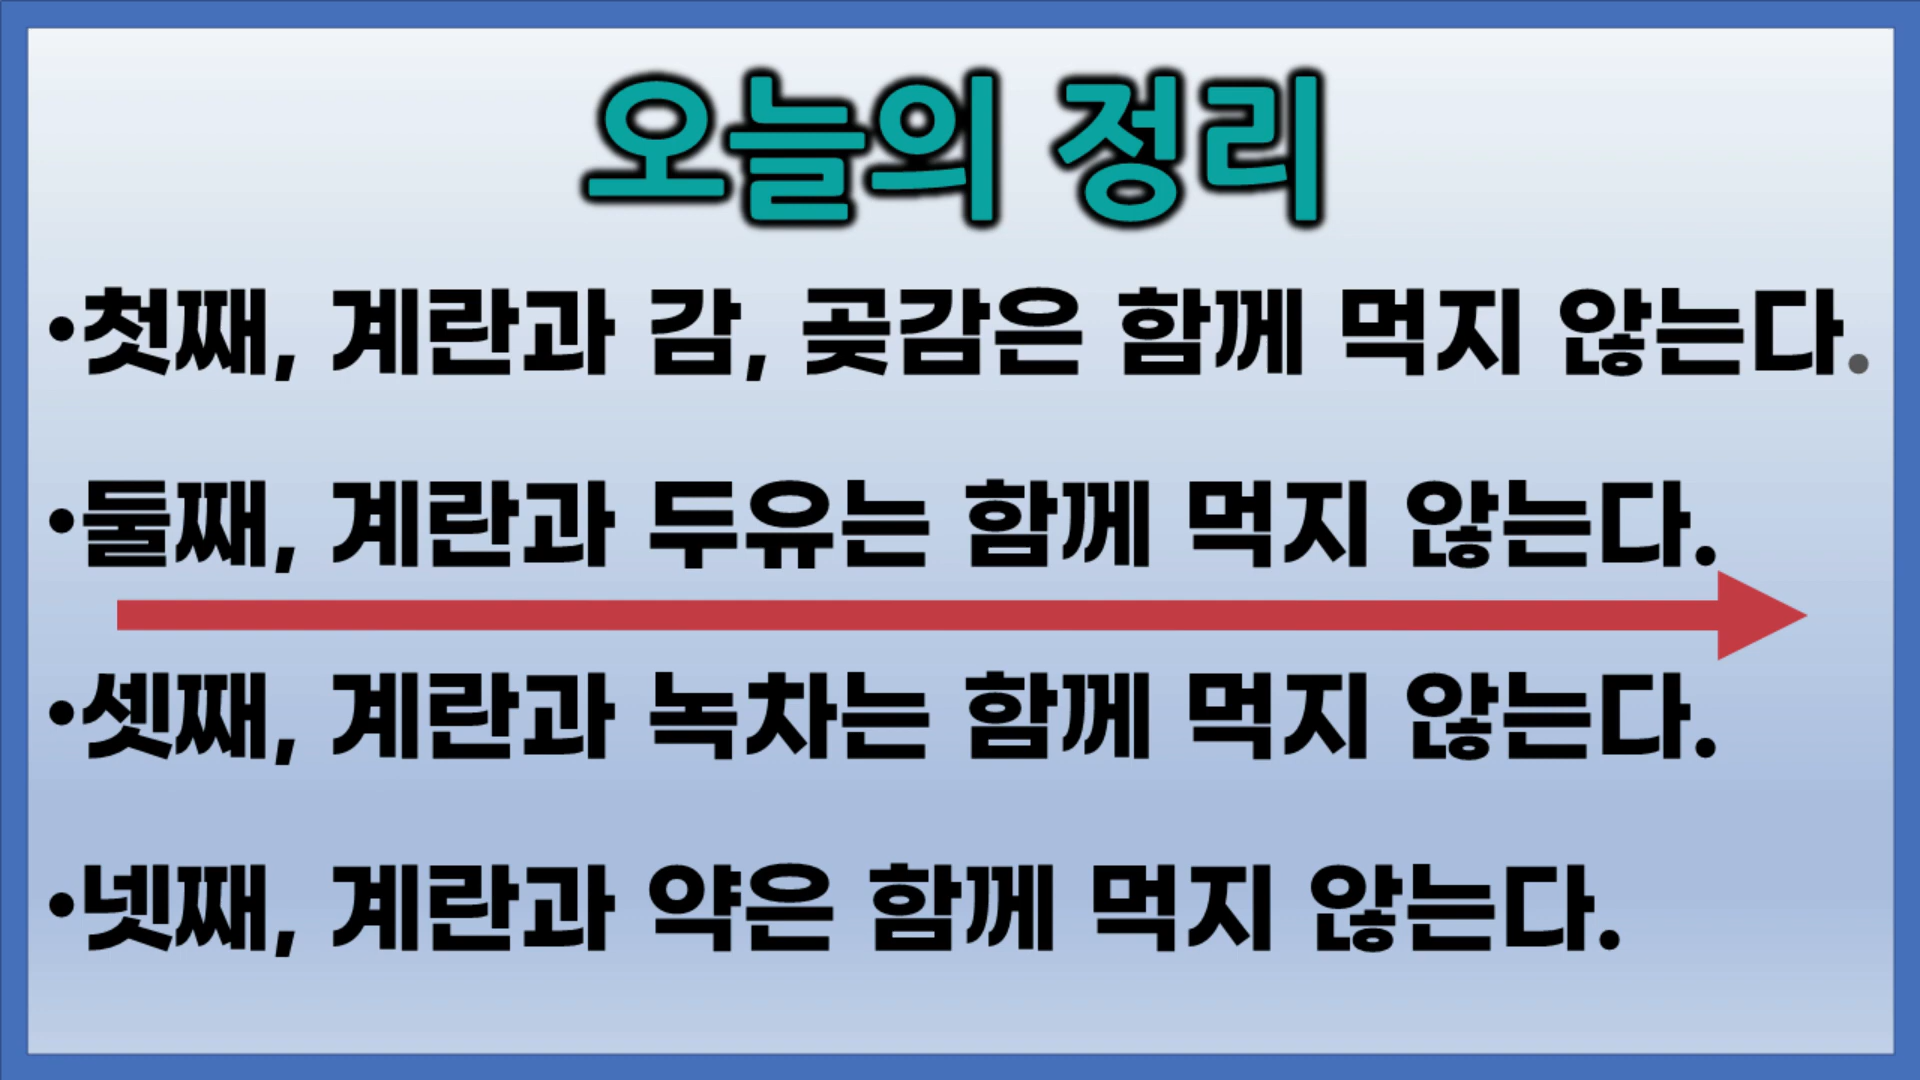 오늘의 정리
•첫째, 계란과 감, 곶감은 함께 먹지 않는다.
•둘째, 계란과 두유는 함께 먹지 않는다.
•셋째, 계란과 녹차는 함께 먹지 않는다.
•넷째, 계란과 약은 함께 먹지 않는다.